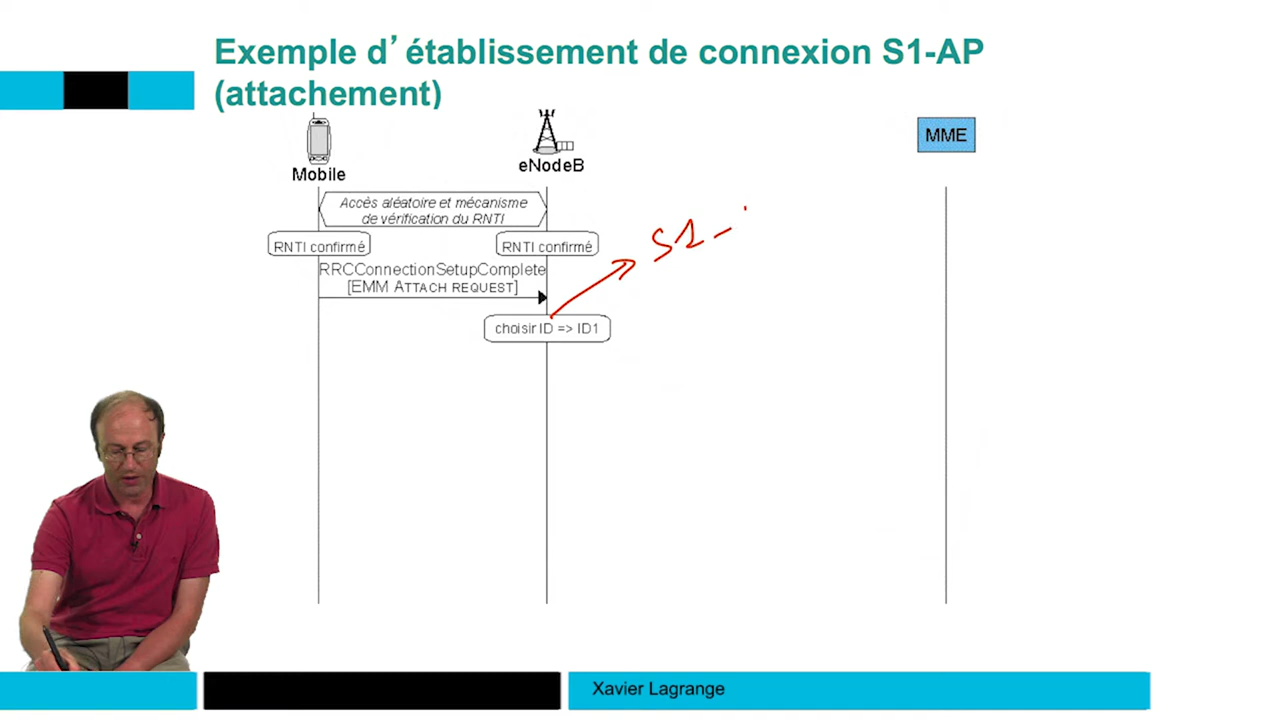 Exemple d’établissement de connexion S1-AP
(attachement)
MME
Mobile
eNodeB
Accès aléatoire et mécanisme
de vérification du RNTI
RNTI confirmé
RNTI confirmé
S1-
RRCConnectionSetupComplete
[EMM ATTACH REQUEST]
choisir ID => ID1
Xavier Lagrange